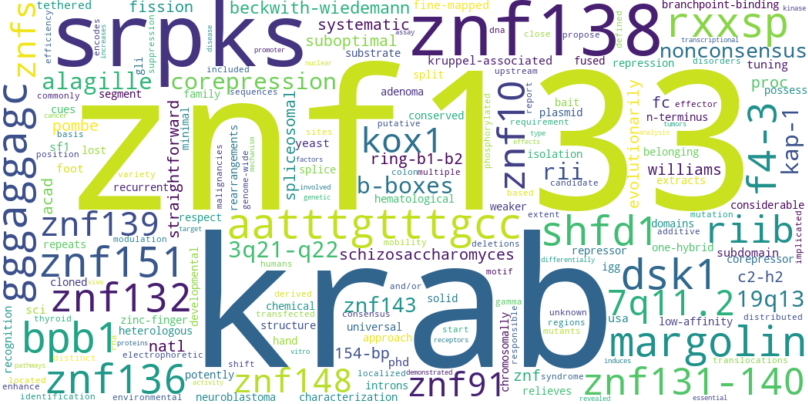 tethered fission beckwith-wiedemann fine-mapped branchpoint-binding
efficiency encodes increases srpks gli suppression disease systematic suboptimal assay znf138 dna close defined rxxsp kinase
znfs promoter nuclear substrate kruppel-associated propose transcriptional disorders nonconsensus
included fused repression tuning
alagille corepression split upstream proc possess
commonly segment family sequences adenoma report fc effector
cues minimal znf133 phosphorylated bait n-terminus
gggaggagc pombe straightforward putative conserved znf10 plasmid evolutionarily analysis f4-3 kap-1
position basis sf1 lost rearrangements malignancies genome-wide spliceosomal sites kox1 requirement type tumors
cancer foot yeast effects isolation belonging williams
variety splice factors ring-b1-b2 rii candidate extracts
acad recurrent involved colon multiple b-boxes based weaker
hematological genetic mechanism
znf139 respect aatttgtttgcc extent shfd1 mutation considerable implicated
repeats target mobility deletions domains additive riib
modulation humans 3q21-q22 schizosaccharomyces differentially repressor one-hybrid subdomain
znf151 cloned developmental derived and/or motif igg corepressor c2-h2
sci krab chemical znf143 solid dsk1 7q11.2 19q13
thyroid zinc-finger transfected consensus gamma unknown usa low-affinity distributed
znf132 heterologous structure universal approach start responsible regions mutants
recognition bpb1 natl hand receptors margolin
proteins electrophoretic vitro 154-bp phd localized demonstrated chromosomally
distinct shift introns induces znf translocations
enhance located znf136 potently znf148 znf91 syndrome relieves znf131-140
pathways identification environmental activity neuroblastoma characterization revealed essential